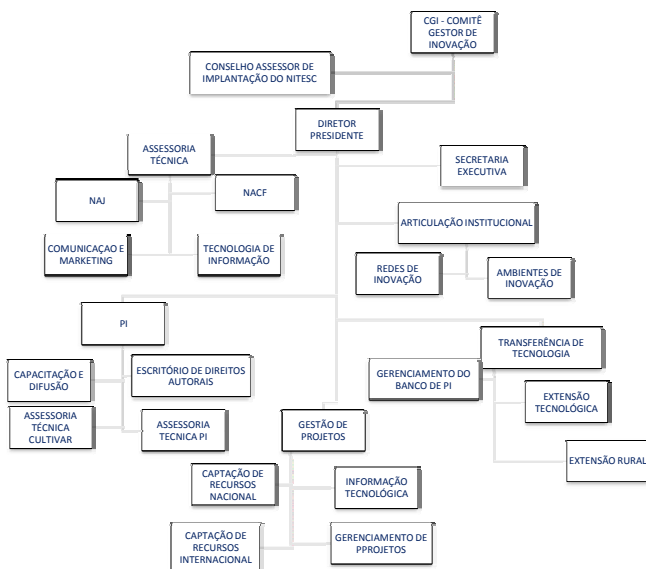 CGI - COMITÊ
GESTOR DE
INOVAÇÃO
CONSELHO ASSESSOR DE
IMPLANTAÇÃO DO NITESC
DIRETOR
PRESIDENTE
ASSESSORIA
TÉCNICA
SECRETARIA
EXECUTIVA
NAJ
NACF
ARTICULAÇÃO INSTITUCIONAL
COMUNICAÇAO E
MARKETING
TECNOLOGIA DE
INFORMAÇÃO
REDES DE
INOVAÇÃO
AMBIENTES DE
INOVAÇÃO
PI
TRANSFERÊNCIA DE
TECNOLOGIA
CAPACITAÇÃO E
DIFUSÃO
ESCRITÓRIO DE DIREITOS
AUTORAIS
GERENCIAMENTO DO
BANCO DE PI
EXTENSÃO
TECNOLÓGICA
ASSESSORIA
TÉCNICA
CULTIVAR
ASSESSORIA
TECNICA PI
GESTÃO DE
PROJETOS
EXTENSÃO RURAL
CAPTAÇÃO DE
RECURSOS
NACIONAL
INFORMAÇÃO
TECNOLÓGICA
CAPTAÇÃO DE
RECURSOS
INTERNACIONAL
GERENCIAMENTO DE
PPROJETOS